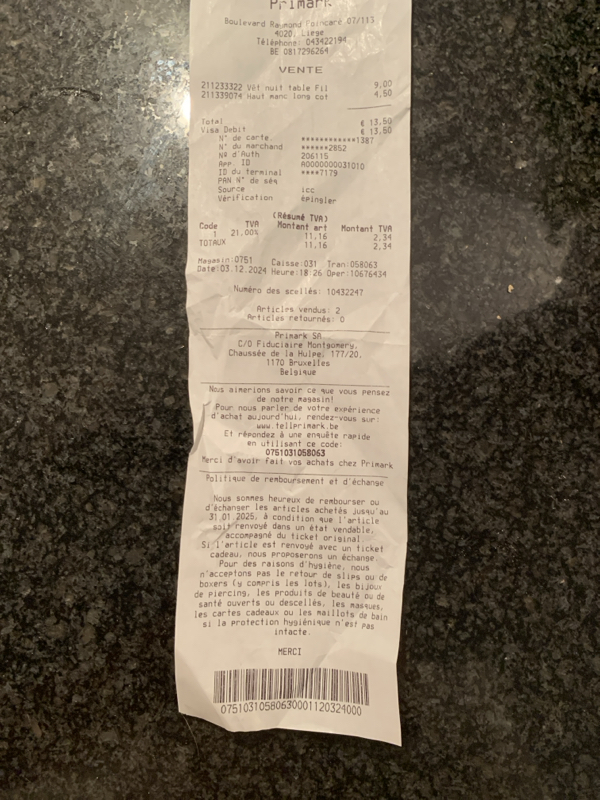 Primark
Boulevard Raymond Poincare 07/113
4020, Liege
Téléphone: 043422194
BE 0817296264
VENTE
211233322 Vêt nuit table Fil 9,00
211339074 Haut manc long cot 4,50
Total € 13,50
Visa Debit € 13,50
N° de carte. ************1387
N° du marchand ******2852
N° d'Auth 206115
App. ID A0000000031010
ID du terminal ****7179
PAN N° de séq
Source icc
Vérification épingler
(Résumé TVA)
Code TVA Montant art Montant TVA
1 21,00% 11,16 2,34
TOTAUX 11,16 2,34
Magasin:0751 Caisse:031 Tran:058063
Date:03.12.2024 Heure:18:26 Oper:10676434
Numéro des scellés: 10432247
Articles vendus: 2
Articles retournés: 0
Primark SA
C/O Fiduciaire Montgomery,
Chaussée de la Hulpe, 177/20,
1170 Bruxelles
Belgique
Nous aimerions savoir ce que vous pensez
de notre magasin!
Pour nous parler de votre expérience
d'achat aujourd'hui, rendez-vous sur:
www.tellprimark.be
Et répondez à une enquête rapide
en utilisant ce code:
0751031058063
Merci d'avoir fait vos achats chez Primark
Politique de remboursement et d'échange
Nous sommes heureux de rembourser ou
d'échanger les articles achetés jusqu'au
31.01.2025, à condition que l'article
soit renvoyé dans un état vendable,
accompagné du ticket original.
Si l'article est renvoyé avec un ticket
cadeau, nous proposerons un échange.
Pour des raisons d'hygiène, nous
n'acceptons pas le retour de slips ou de
boxers (y compris les lots), les bijoux
de piercing, les produits de beauté ou de
santé ouverts ou descellés, les masques,
les cartes cadeaux ou les maillots de bain
si la protection hygiénique n'est pas
intacte.
MERCI
07510310580630001120324000